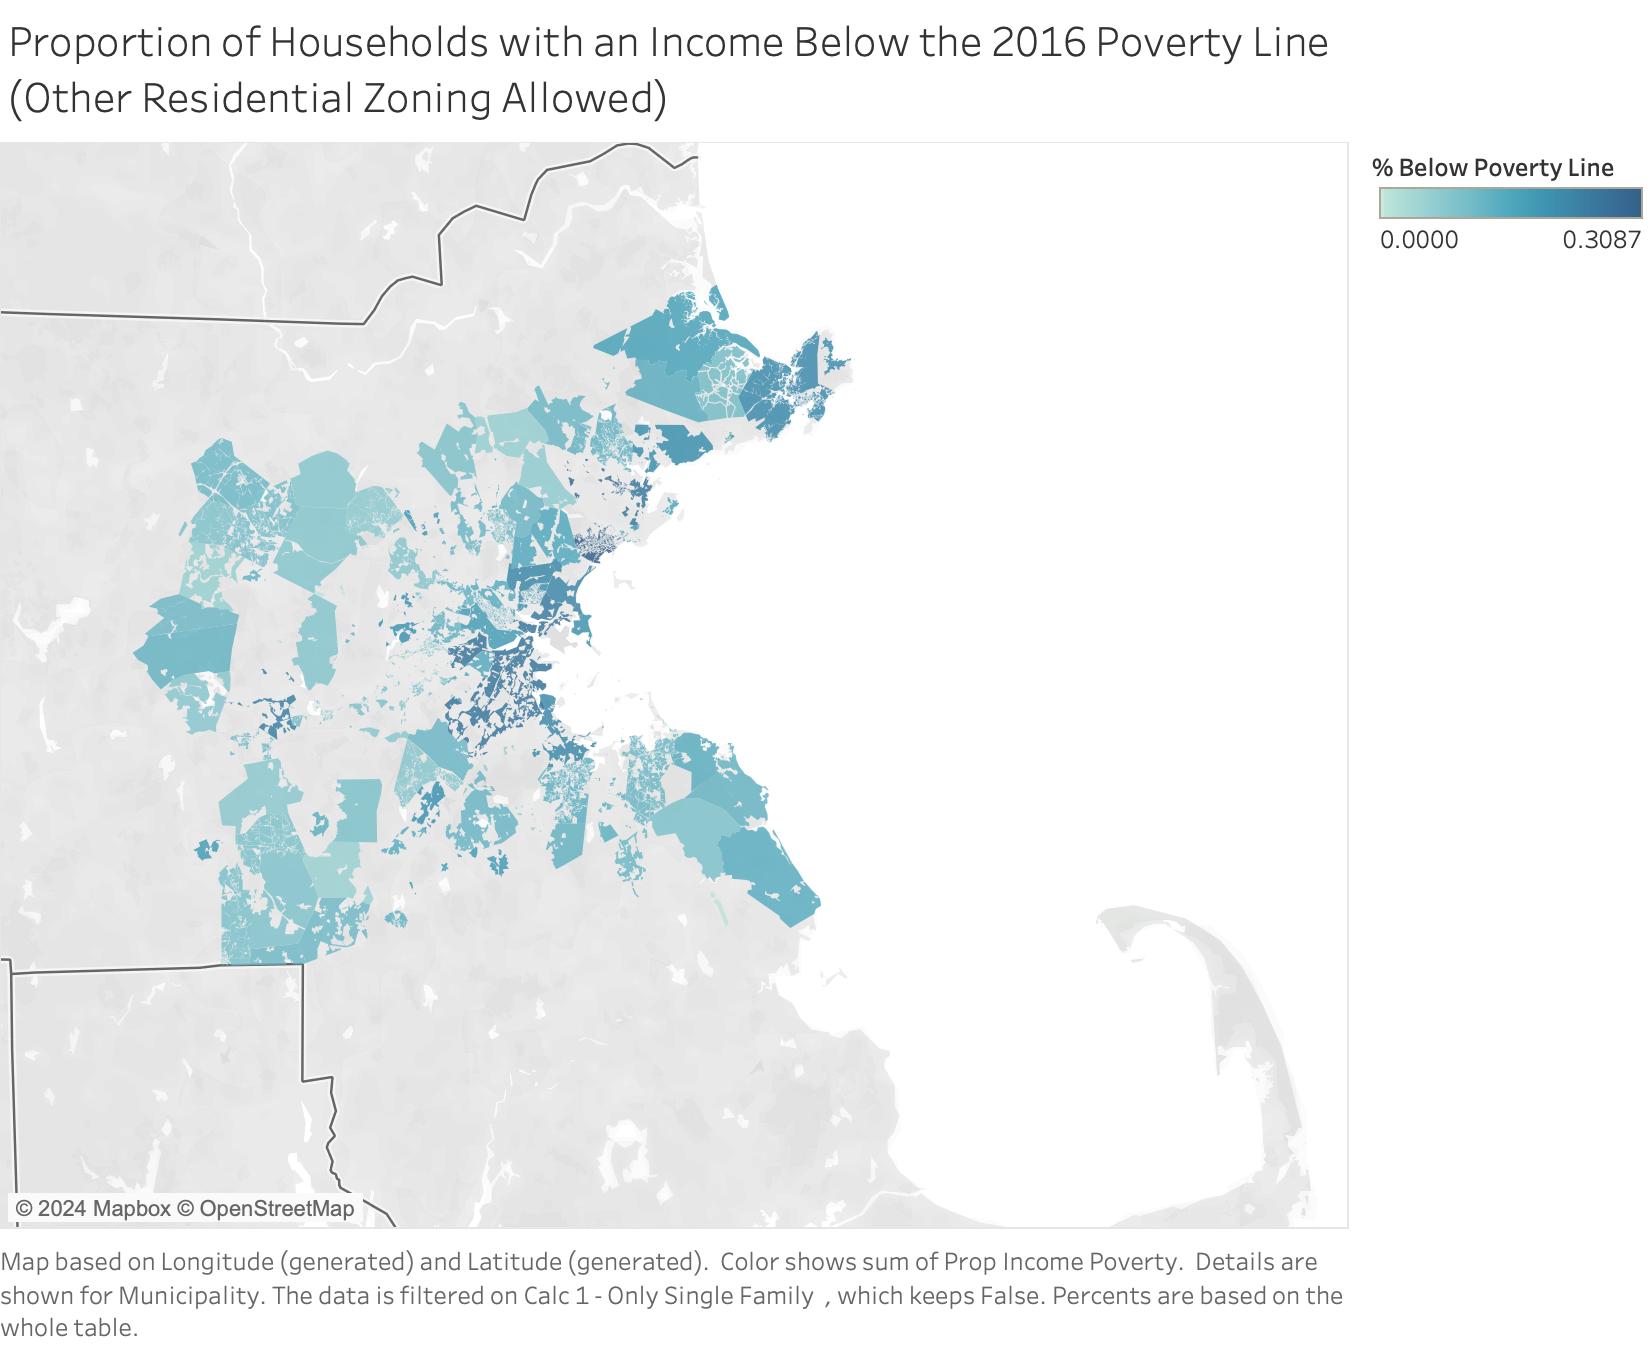 Proportion of Households with an Income Below the 2016 Poverty Line
(Other Residential Zoning Allowed)
% Below Poverty Line
0.0000 0.3087
© 2024 Mapbox © OpenStreetMap
Map based on Longitude (generated) and Latitude (generated). Color shows sum of Prop Income Poverty. Details are
shown for Municipality. The data is filtered on Calc 1 - Only Single Family , which keeps False. Percents are based on the
whole table.